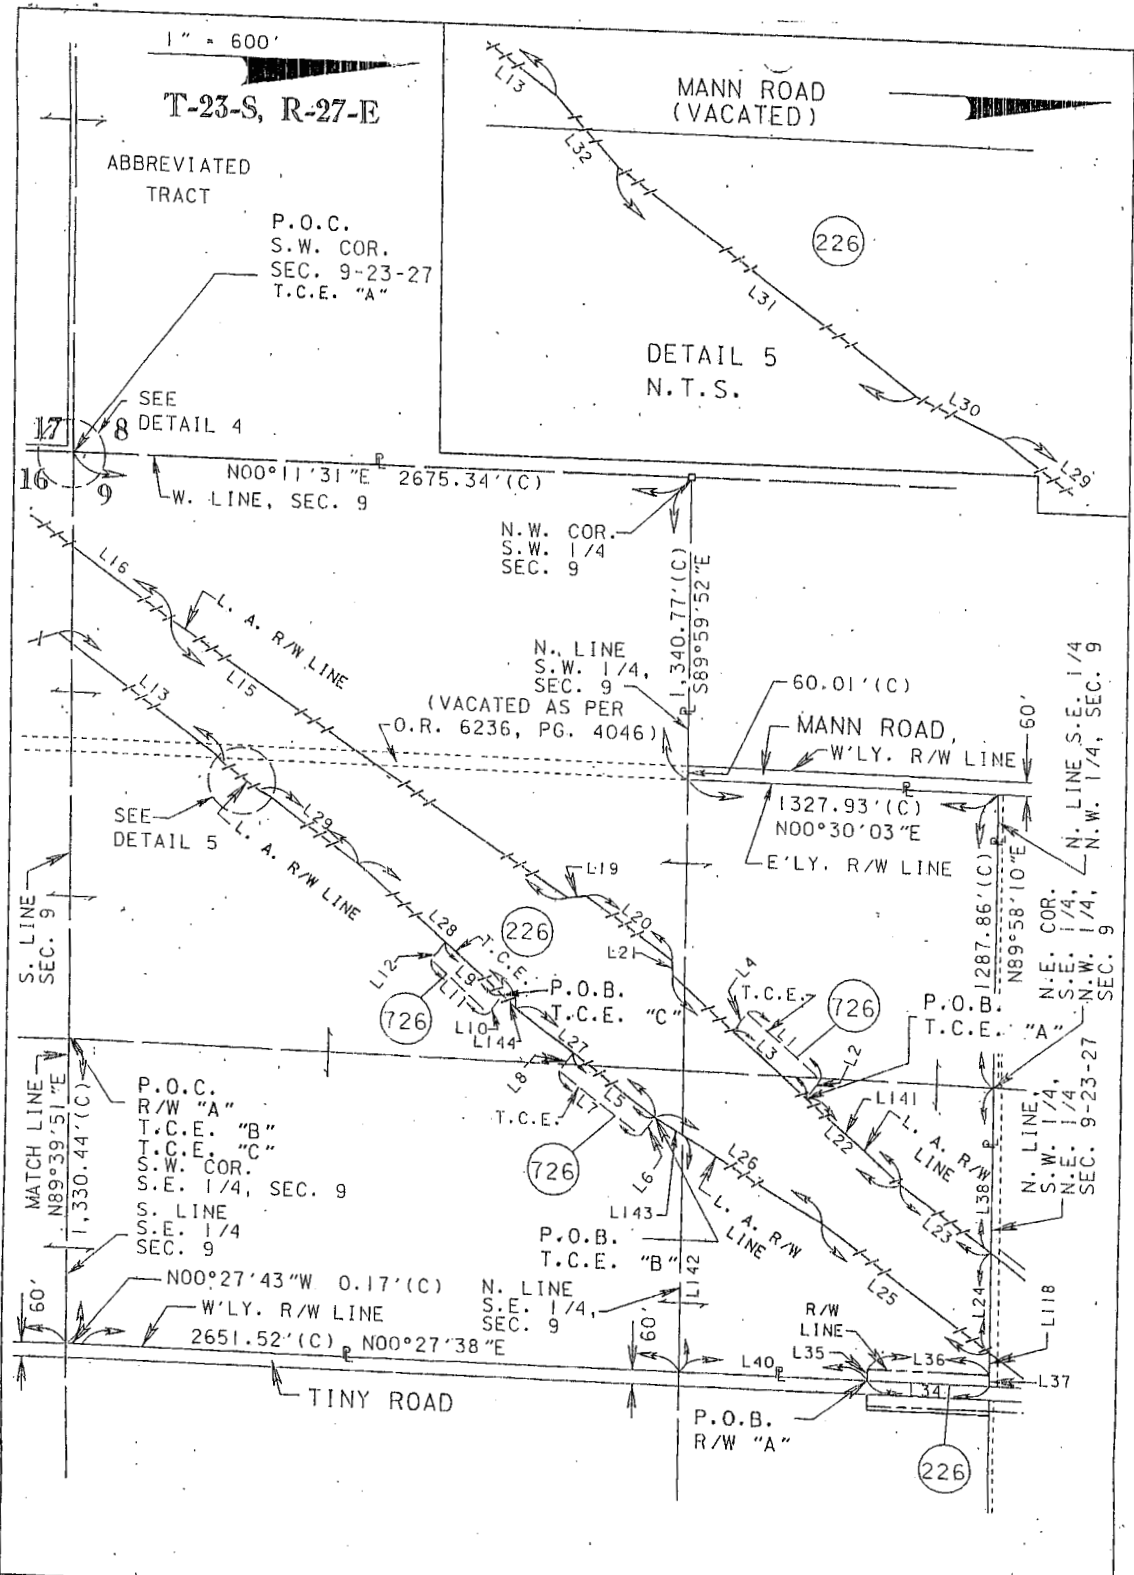 1" = 600'
T-23-S, R-27-E
ABBREVIATED
TRACT
P.O.C.
S.W. COR.
SEC. 9-23-27
T.C.E. "A"
SEE
DETAIL 4
17
8
16
9
N00°11'31"E 2675.34'(C)
W. LINE, SEC. 9
L13
L32
MANN ROAD
(VACATED)
226
L31
DETAIL 5
N.T.S.
L30
L29
N.W. COR.
S.W. 1/4
SEC. 9
1,340.77'(C)
S89°59'52"E
L16
L. A. R/W LINE
L15
L13
N. LINE
S.W. 1/4,
SEC. 9
(VACATED AS PER
O.R. 6236, PG. 4046)
60.01'(C)
MANN ROAD
W'LY. R/W LINE
60'
1327.93'(C)
N00°30'03"E
E'LY. R/W LINE
N. LINE S.E. 1/4
N.W. 1/4, SEC. 9
SEE
DETAIL 5
L29
L. A. R/W LINE
L19
L20
L21
L28
226
1287.86'(C)
N89°58'10"E
N.E. COR.
S.E. 1/4,
N.W. 1/4,
SEC. 9
S. LINE
SEC. 9
L12
L9
T.C.E.
L11
726
L10
L144
P.O.B.
T.C.E. "C"
L4
T.C.E.
L1
L3
726
L2
P.O.B.
T.C.E. "A"
L27
L8
L7
L5
T.C.E.
726
L6
L143
L141
L22
L. A. R/W
LINE
L26
L. A. R/W
LINE
L23
L38
N. LINE,
S.W. 1/4,
N.E. 1/4
SEC. 9-23-27
MATCH LINE
N89°39'51"E
1,330.44'(C)
P.O.C.
R/W "A"
T.C.E. "B"
T.C.E. "C"
S.W. COR.
S.E. 1/4, SEC. 9
S. LINE
S.E. 1/4
SEC. 9
P.O.B.
T.C.E. "B"
L142
L25
L24
L118
N00°27'43"W 0.17'(C)
W'LY. R/W LINE
2651.52'(C) N00°27'38"E
60'
TINY ROAD
N. LINE
S.E. 1/4,
SEC. 9
60'
R/W
LINE
L35
L36
L40
L34
L37
P.O.B.
R/W "A"
226